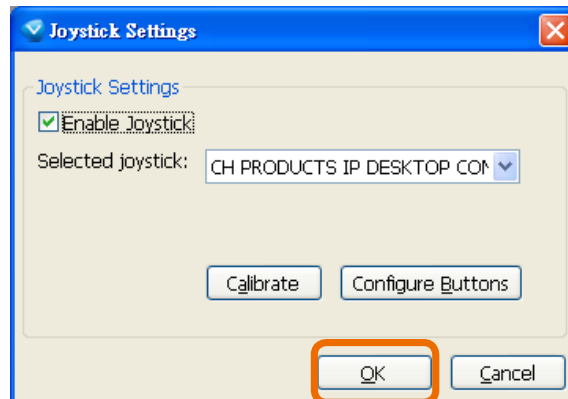 Joystick Settings
Joystick Settings
Enable Joystick
Selected joystick: CH PRODUCTS IP DESKTOP CON
Calibrate Configure Buttons
OK Cancel